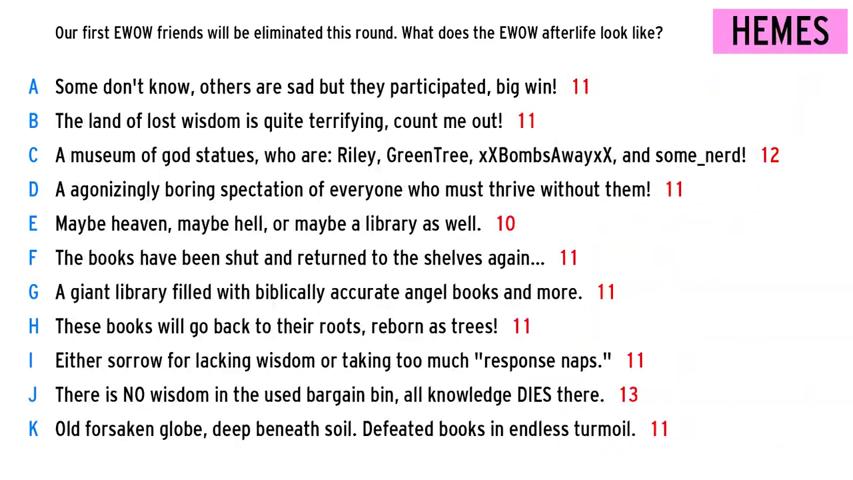 Our first EWOW friends will be eliminated this round. What does the EWOW afterlife look like?
HEMES
A Some don't know, others are sad but they participated, big win! 11
B The land of lost wisdom is quite terrifying, count me out! 11
C A museum of god statues, who are: Riley, GreenTree, xXBombsAwayxX, and some_nerd! 12
D A agonizingly boring spectation of everyone who must thrive without them! 11
E Maybe heaven, maybe hell, or maybe a library as well. 10
F The books have been shut and returned to the shelves again... 11
G A giant library filled with biblically accurate angel books and more. 11
H These books will go back to their roots, reborn as trees! 11
I Either sorrow for lacking wisdom or taking too much "response naps." 11
J There is NO wisdom in the used bargain bin, all knowledge DIES there. 13
K Old forsaken globe, deep beneath soil. Defeated books in endless turmoil. 11